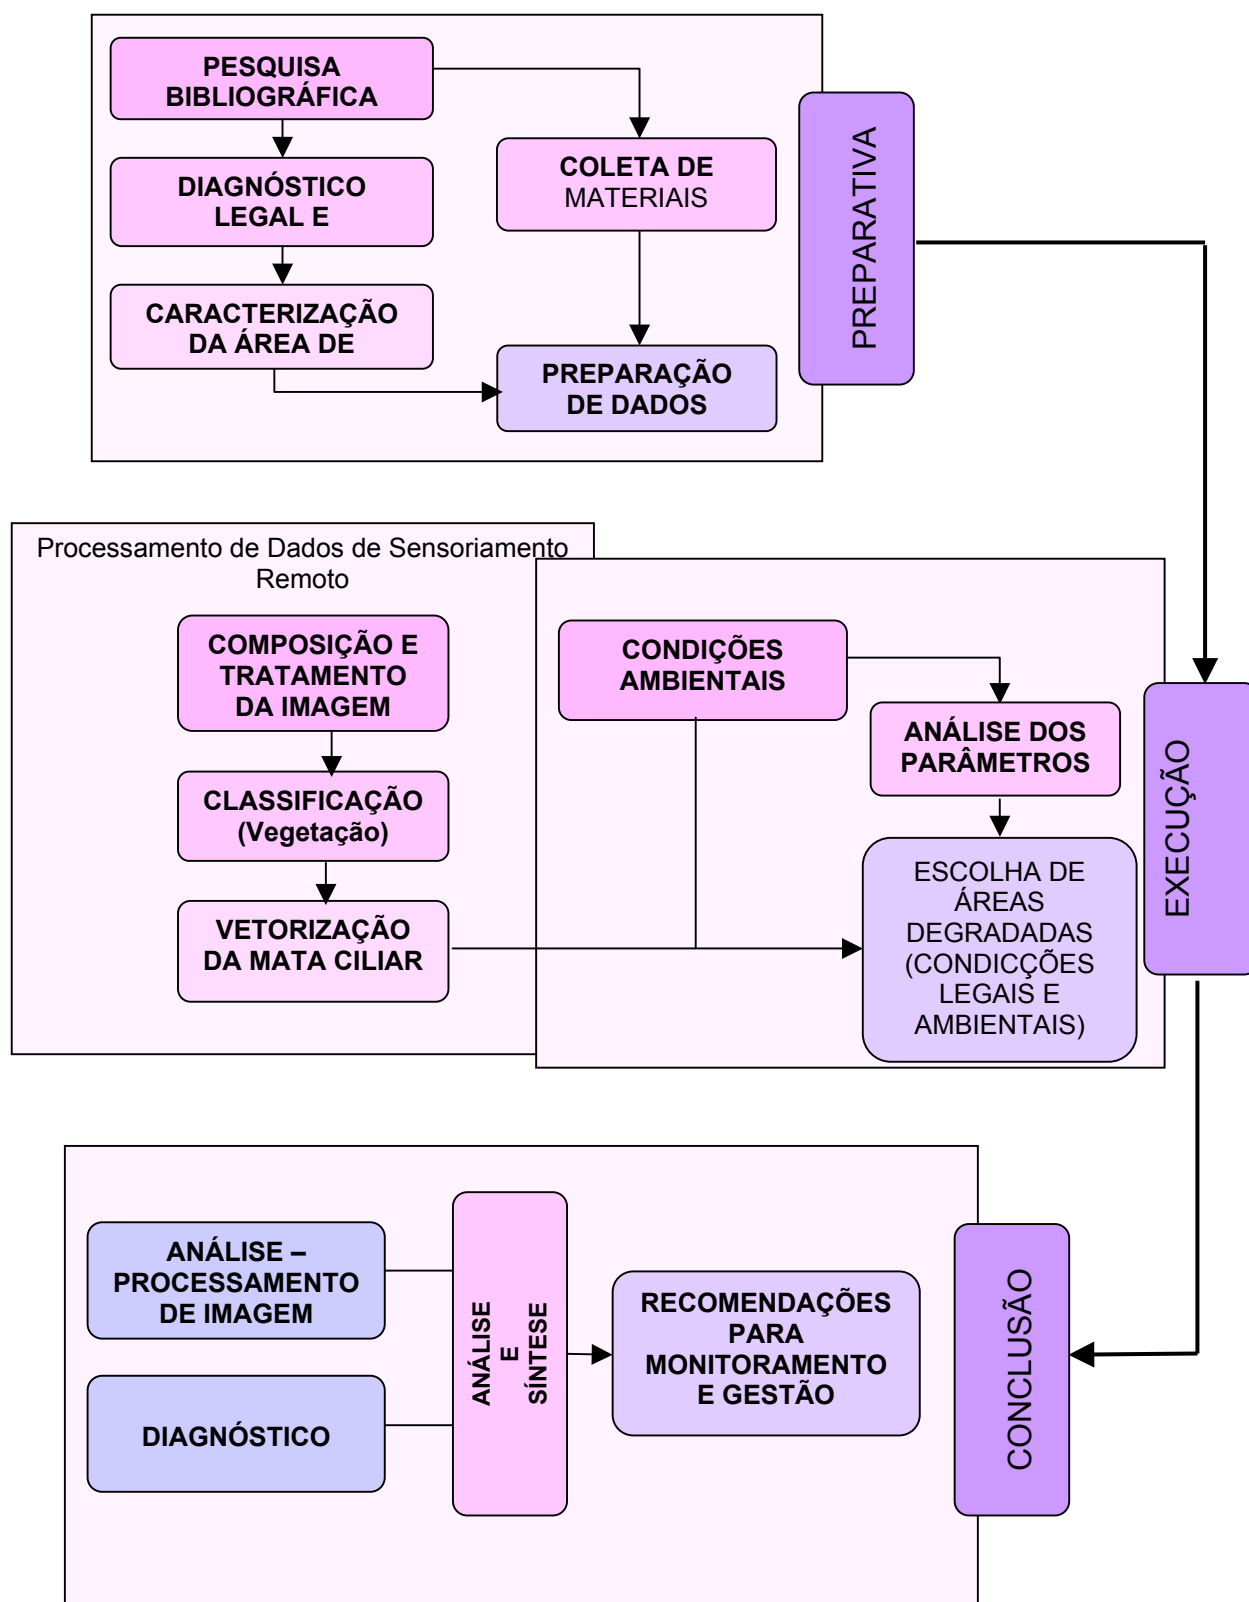 PESQUISA
BIBLIOGRÁFICA
DIAGNÓSTICO
LEGAL E
CARACTERIZAÇÃO
DA ÁREA DE
COLETA DE
MATERIAIS
PREPARAÇÃO
DE DADOS
PREPARATIVA
Processamento de Dados de Sensoriamento
Remoto
COMPOSIÇÃO E
TRATAMENTO
DA IMAGEM
CLASSIFICAÇÃO
(Vegetação)
VETORIZAÇÃO
DA MATA CILIAR
CONDIÇÕES
AMBIENTAIS
ANÁLISE DOS
PARÂMETROS
ESCOLHA DE
ÁREAS
DEGRADADAS
(CONDICÇÕES
LEGAIS E
AMBIENTAIS)
EXECUÇÃO
ANÁLISE –
PROCESSAMENTO
DE IMAGEM
DIAGNÓSTICO
ANÁLISE
E
SÍNTESE
RECOMENDAÇÕES
PARA
MONITORAMENTO
E GESTÃO
CONCLUSÃO